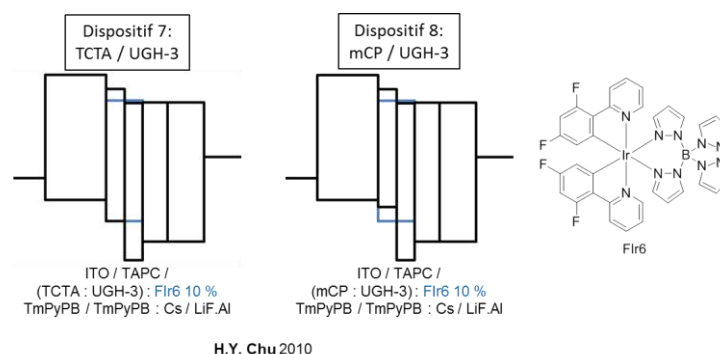 Dispositif 7:
TCTA / UGH-3
ITO / TAPC /
(TCTA : UGH-3) : FIr6 10 %
TmPyPB / TmPyPB : Cs / LiF.Al
Dispositif 8:
mCP / UGH-3
ITO / TAPC /
(mCP : UGH-3) : FIr6 10 %
TmPyPB / TmPyPB : Cs / LiF.Al
F
F
F
F
N
N
Ir
N
N
N
N
B
N
N
N
N
FIr6
H.Y. Chu 2010